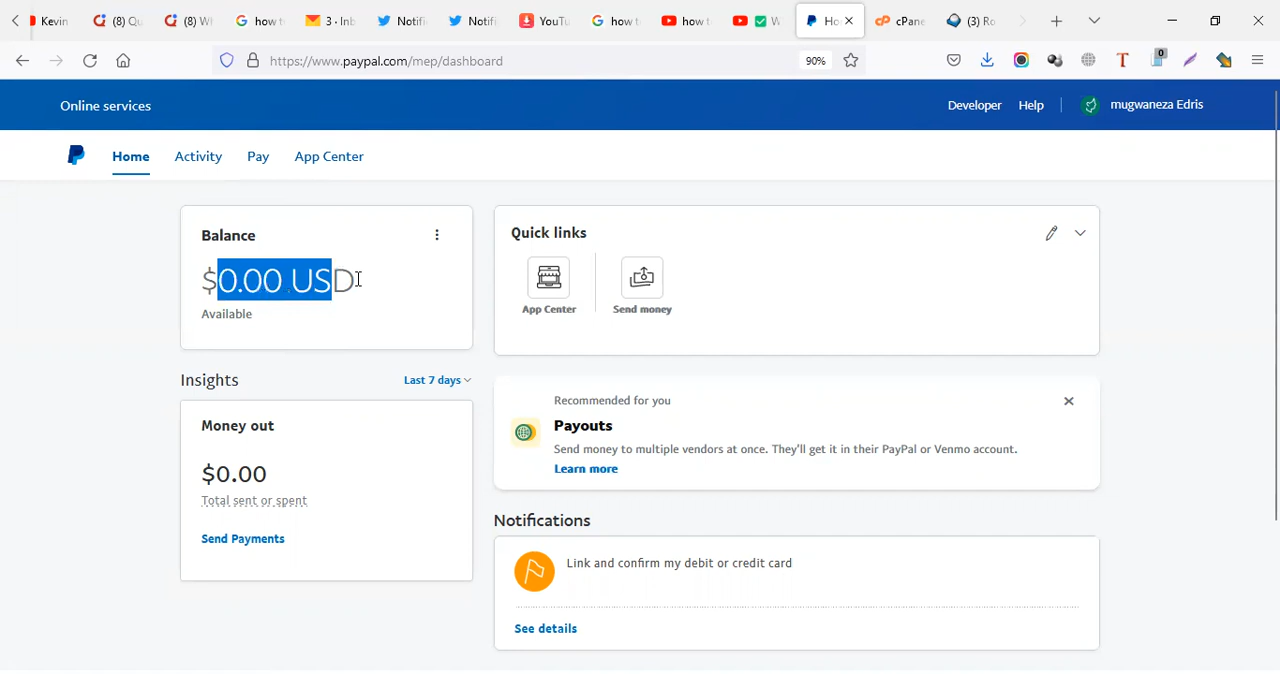 Kevin
(8) Qu
(8) W
how t
3 · Inb
Notifi
Notifi
YouTu
how t
how t
W
Ho
cPane
(3) Ro
https://www.paypal.com/mep/dashboard
90%
T
0
Online services
Developer
Help
mugwaneza Edris
Home
Activity
Pay
App Center
Balance
$0.00 USD
Available
Quick links
App Center
Send money
Insights
Last 7 days
Money out
$0.00
Total sent or spent
Send Payments
Recommended for you
Payouts
Send money to multiple vendors at once. They'll get it in their PayPal or Venmo account.
Learn more
Notifications
Link and confirm my debit or credit card
See details